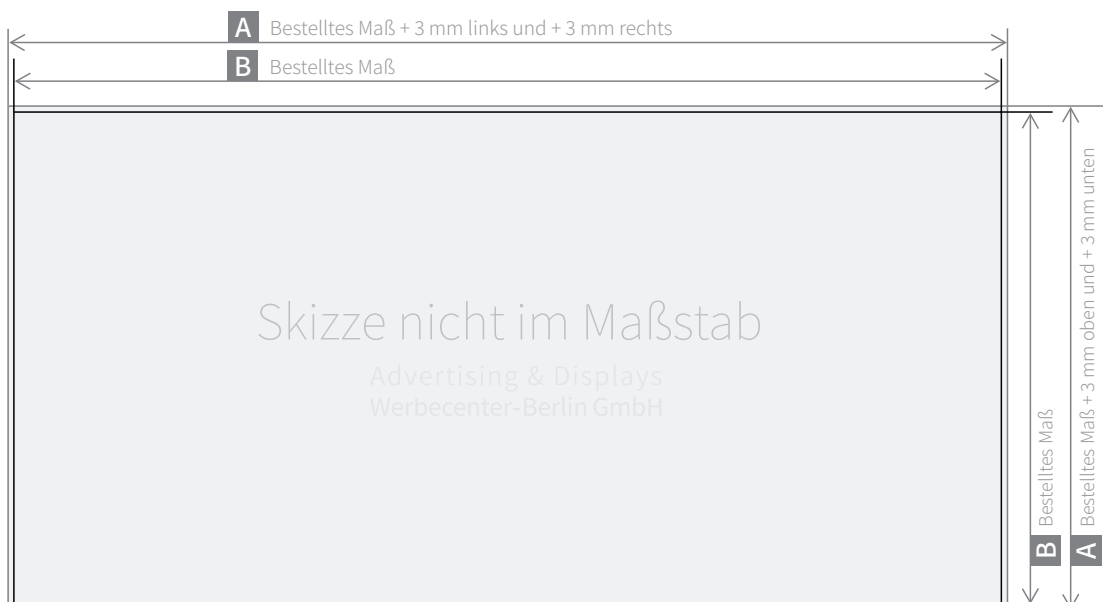 A Bestelltes Maß + 3 mm links und + 3 mm rechts
B Bestelltes Maß
Skizze nicht im Maßstab
Advertising & Displays
Werbecenter-Berlin GmbH
B Bestelltes Maß
A Bestelltes Maß + 3 mm oben und + 3 mm unten